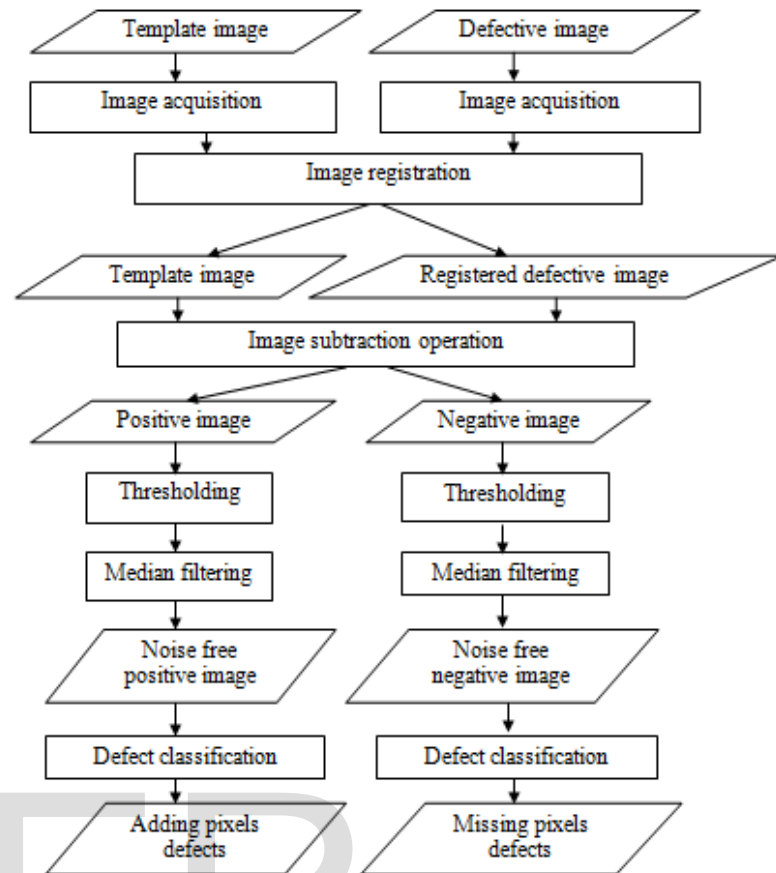 Template image
Defective image
Image acquisition
Image acquisition
Image registration
Template image
Registered defective image
Image subtraction operation
Positive image
Negative image
Thresholding
Thresholding
Median filtering
Median filtering
Noise free
positive image
Noise free
negative image
Defect classification
Defect classification
Adding pixels
defects
Missing pixels
defects